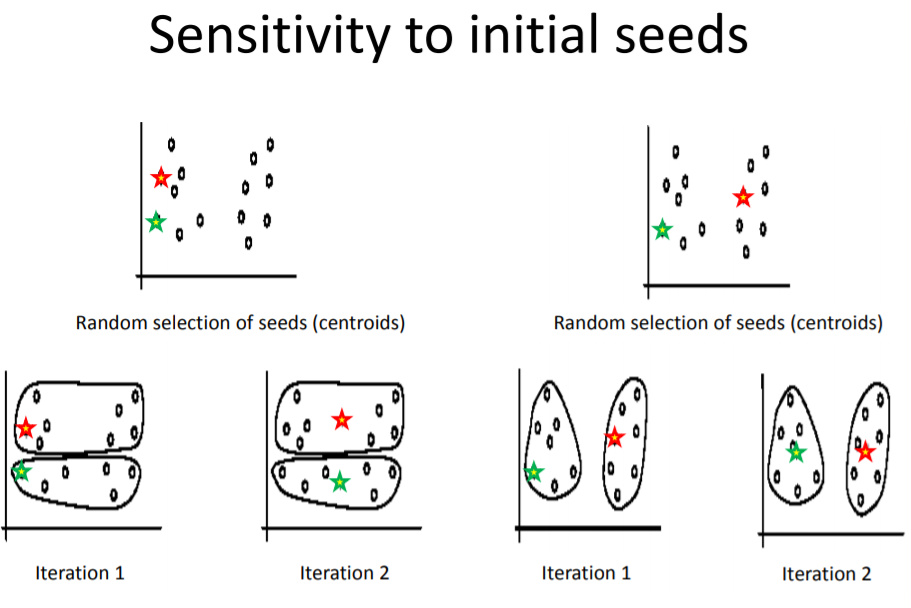 Sensitivity to initial seeds
Random selection of seeds (centroids)
Random selection of seeds (centroids)
Iteration 1
Iteration 2
Iteration 1
Iteration 2